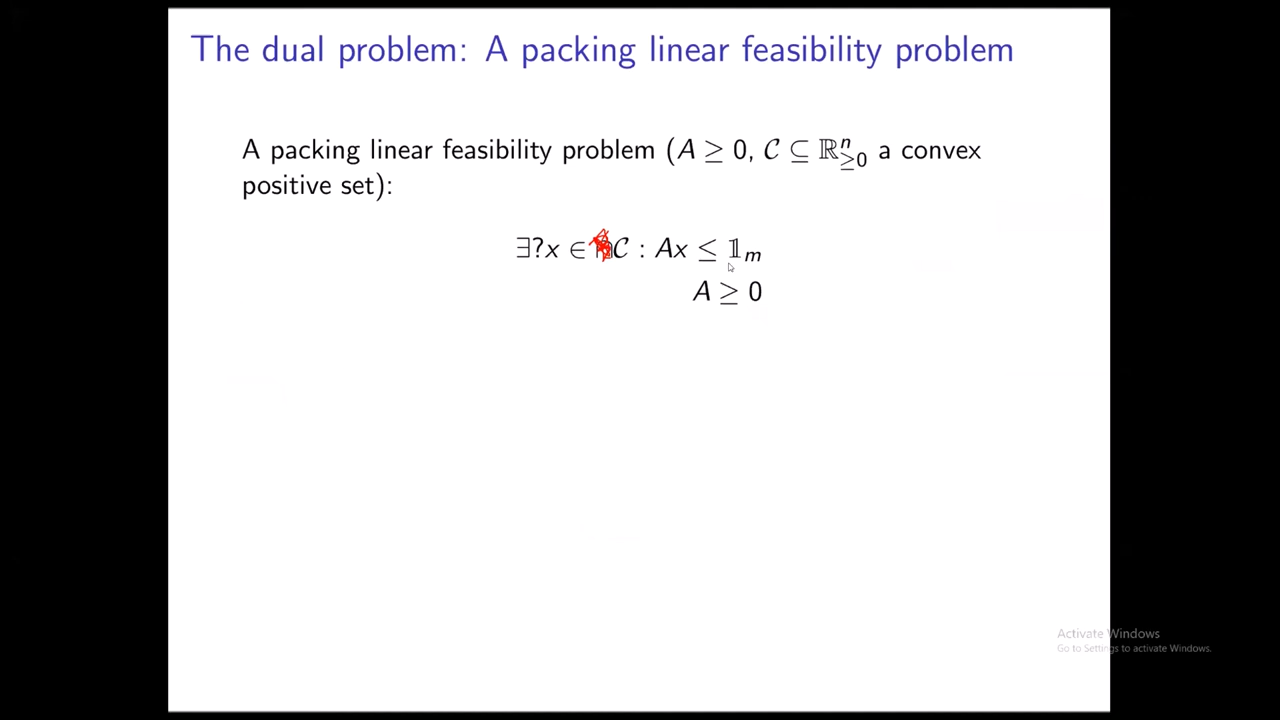 The dual problem: A packing linear feasibility problem
A packing linear feasibility problem (A ≥ 0, 𝒞 ⊆ ℝⁿ≥0 a convex
positive set):
∃?x ∈ 𝒞 : Ax ≤ 𝟙ₘ
A ≥ 0
Activate Windows
Go to Settings to activate Windows.